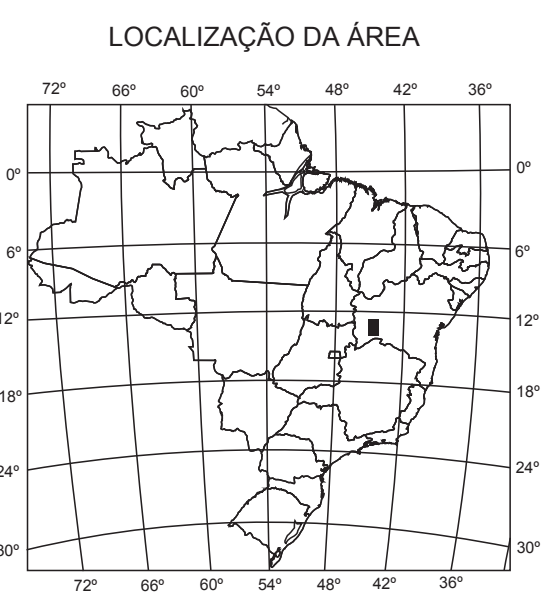 LOCALIZAÇÃO DA ÁREA
72º 66º 60º 54º 48º 42º 36º
0º 0º
6º 6º
12º 12º
18º 18º
24º 24º
30º 30º
72º 66º 60º 54º 48º 42º 36º